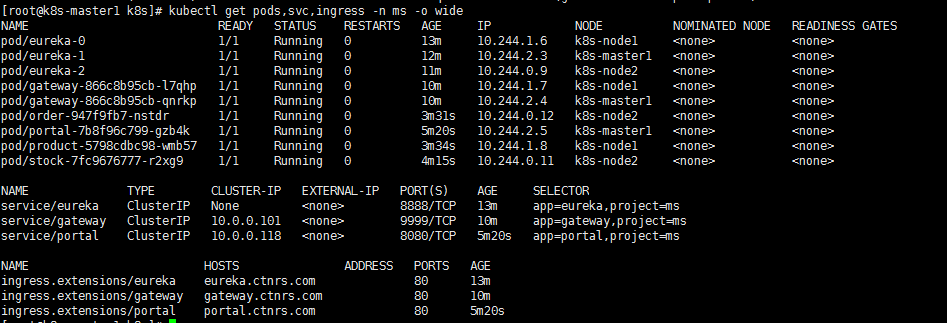 [root@k8s-master1 k8s]# kubectl get pods,svc,ingress -n ms -o wide
NAME READY STATUS RESTARTS AGE IP NODE NOMINATED NODE READINESS GATES
pod/eureka-0 1/1 Running 0 13m 10.244.1.6 k8s-node1 <none> <none>
pod/eureka-1 1/1 Running 0 12m 10.244.2.3 k8s-master1 <none> <none>
pod/eureka-2 1/1 Running 0 11m 10.244.0.9 k8s-node2 <none> <none>
pod/gateway-866c8b95cb-l7qhp 1/1 Running 0 10m 10.244.1.7 k8s-node1 <none> <none>
pod/gateway-866c8b95cb-qnrkp 1/1 Running 0 10m 10.244.2.4 k8s-master1 <none> <none>
pod/order-947f9fb7-nstdr 1/1 Running 0 3m31s 10.244.0.12 k8s-node2 <none> <none>
pod/portal-7b8f96c799-gzb4k 1/1 Running 0 5m20s 10.244.2.5 k8s-master1 <none> <none>
pod/product-5798cdbc98-wmb57 1/1 Running 0 3m34s 10.244.1.8 k8s-node1 <none> <none>
pod/stock-7fc9676777-r2xg9 1/1 Running 0 4m15s 10.244.0.11 k8s-node2 <none> <none>
NAME TYPE CLUSTER-IP EXTERNAL-IP PORT(S) AGE SELECTOR
service/eureka ClusterIP None <none> 8888/TCP 13m app=eureka,project=ms
service/gateway ClusterIP 10.0.0.101 <none> 9999/TCP 10m app=gateway,project=ms
service/portal ClusterIP 10.0.0.118 <none> 8080/TCP 5m20s app=portal,project=ms
NAME HOSTS ADDRESS PORTS AGE
ingress.extensions/eureka eureka.ctnrs.com 80 13m
ingress.extensions/gateway gateway.ctnrs.com 80 10m
ingress.extensions/portal portal.ctnrs.com 80 5m20s
[root@k8s-master1 k8s]#